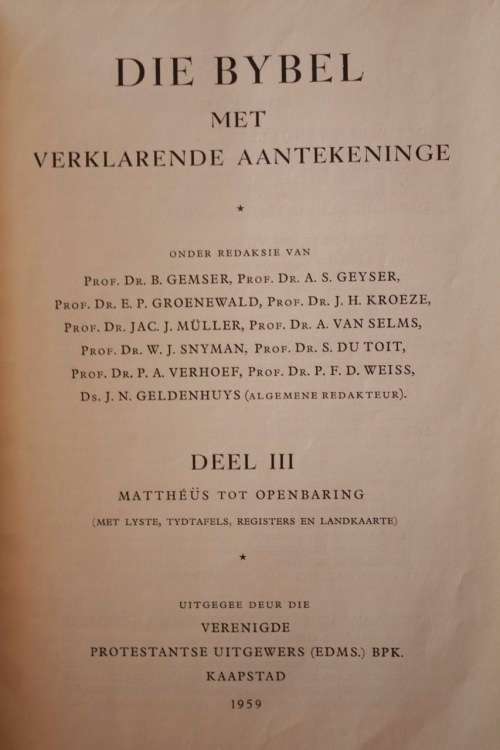 DIE BYBEL
MET
VERKLARENDE AANTEKENINGE
*
ONDER REDAKSIE VAN
PROF. DR. B. GEMSER, PROF. DR. A. S. GEYSER,
PROF. DR. E. P. GROENEWALD, PROF. DR. J. H. KROEZE,
PROF. DR. JAC. J. MÜLLER, PROF. DR. A. VAN SELMS,
PROF. DR. W. J. SNYMAN, PROF. DR. S. DU TOIT,
PROF. DR. P. A. VERHOEF, PROF. DR. P. F. D. WEISS,
DS. J. N. GELDENHUYS (ALGEMENE REDAKTEUR).
DEEL III
MATTHÉÜS TOT OPENBARING
(MET LYSTE, TYDTAFELS, REGISTERS EN LANDKAARTE)
*
UITGEGEE DEUR DIE
VERENIGDE
PROTESTANTSE UITGEWERS (EDMS.) BPK.
KAAPSTAD
1959